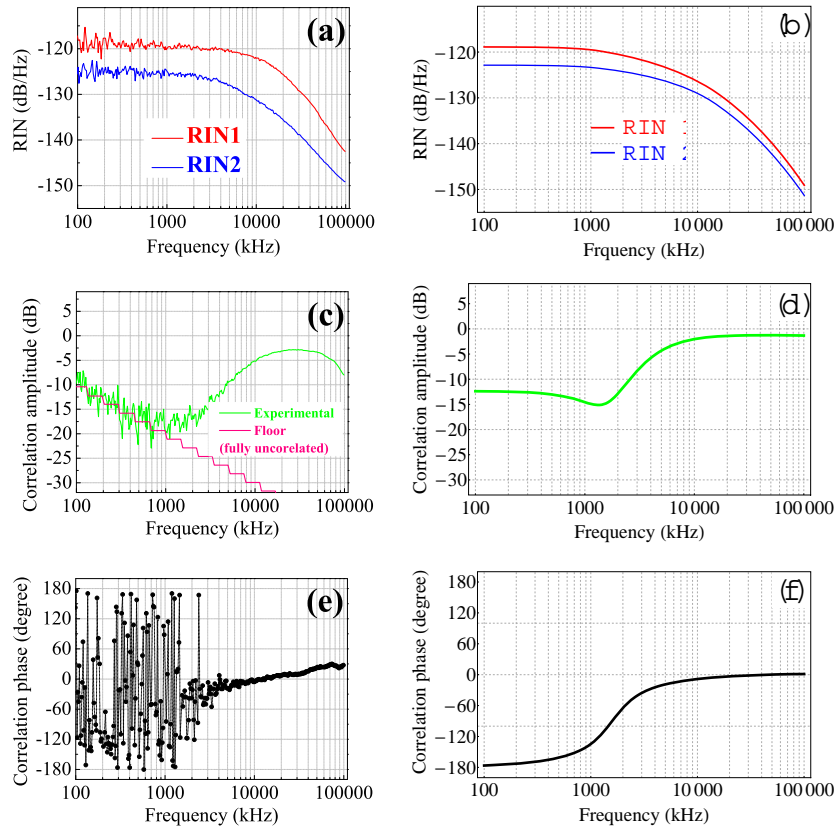 (a)
RIN (dB/Hz)
-120
-130
-140
-150
RIN1
RIN2
100 1000 10000 100000
Frequency (kHz)
(b)
RIN (dB/Hz)
−120
−130
−140
−150
RIN 1
RIN 2
100 1000 10 000 100 000
Frquency (kHz)
(c)
Correlation amplitude (dB)
5
0
-5
-10
-15
-20
-25
-30
Experimental
Floor
(fully uncorelated)
100 1000 10000 100000
Frequency (kHz)
(d)
Correlation amplitude (dB)
5
0
−5
−10
−15
−20
−25
−30
100 1000 10 000 100 000
Frequency (kHz)
(e)
Correlation phase (degree)
180
120
60
0
-60
-120
-180
100 1000 10000 100000
Frequency (kHz)
(f)
Correlation phase (degree)
180
120
60
0
−60
−120
−180
100 1000 10 000 100 000
Frequency (kHz)